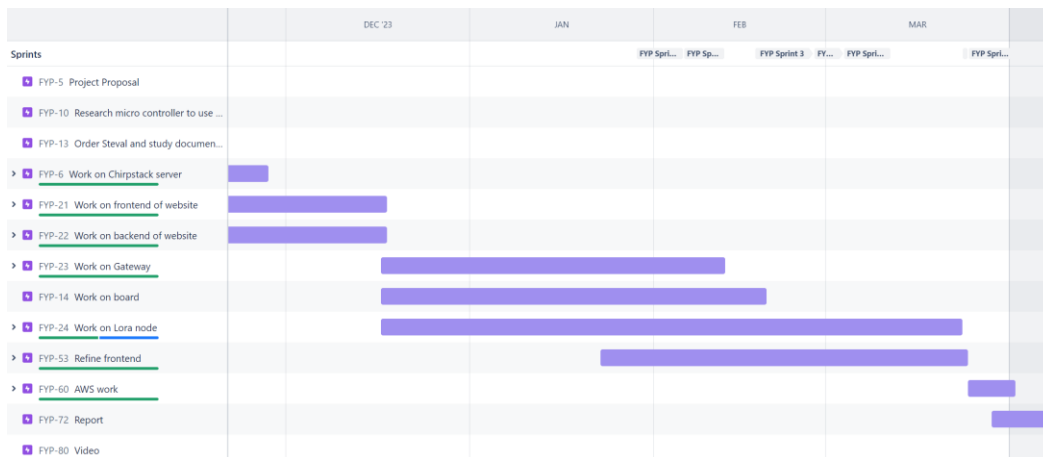 DEC '23 JAN FEB MAR
Sprints FYP Spri... FYP Sp... FYP Sprint 3 FY... FYP Spri... FYP Spri...
FYP-5 Project Proposal
FYP-10 Research micro controller to use ...
FYP-13 Order Steval and study documen...
FYP-6 Work on Chirpstack server
FYP-21 Work on frontend of website
FYP-22 Work on backend of website
FYP-23 Work on Gateway
FYP-14 Work on board
FYP-24 Work on Lora node
FYP-53 Refine frontend
FYP-60 AWS work
FYP-72 Report
FYP-80 Video